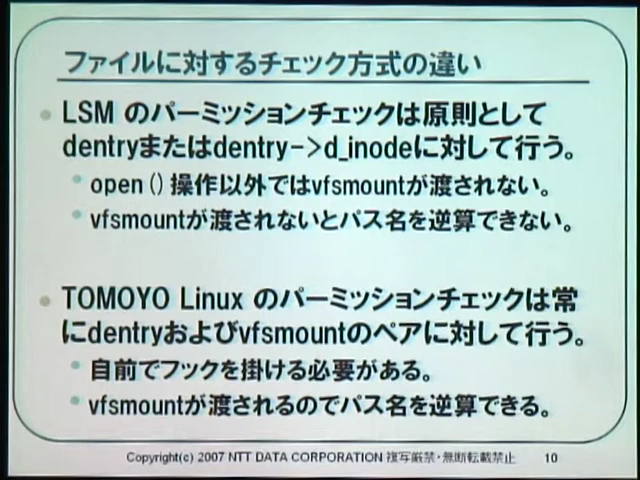 ファイルに対するチェック方式の違い
LSM のパーミッションチェックは原則として
dentryまたはdentry->d_inodeに対して行う。
open () 操作以外ではvfsmountが渡されない。
vfsmountが渡されないとパス名を逆算できない。
TOMOYO Linux のパーミッションチェックは常
にdentryおよびvfsmountのペアに対して行う。
自前でフックを掛ける必要がある。
vfsmountが渡されるのでパス名を逆算できる。
Copyright(c) 2007 NTT DATA CORPORATION 複写厳禁・無断転載禁止 10